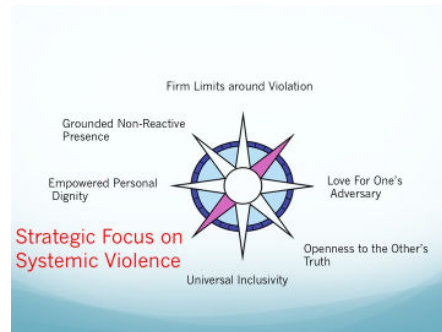 Firm Limits around Violation
Grounded Non-Reactive
Presence
Empowered Personal
Dignity
Love For One's
Adversary
Strategic Focus on
Systemic Violence
Openness to the Other's
Truth
Universal Inclusivity